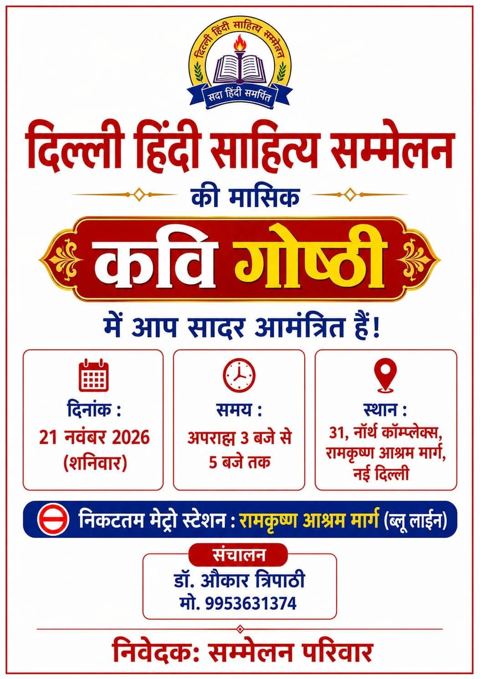 दिल्ली हिंदी साहित्य सम्मेलन
सदा हिंदी समर्पित
दिल्ली हिंदी साहित्य सम्मेलन
की मासिक
कवि गोष्ठी
में आप सादर आमंत्रित हैं!
दिनांक :
21 नवंबर 2026
(शनिवार)
समय :
अपराह्न 3 बजे से
5 बजे तक
स्थान :
31, नॉर्थ कॉम्प्लेक्स,
रामकृष्ण आश्रम मार्ग,
नई दिल्ली
निकटतम मेट्रो स्टेशन : रामकृष्ण आश्रम मार्ग (ब्लू लाईन)
संचालन
डॉ. औकार त्रिपाठी
मो. 9953631374
निवेदक: सम्मेलन परिवार